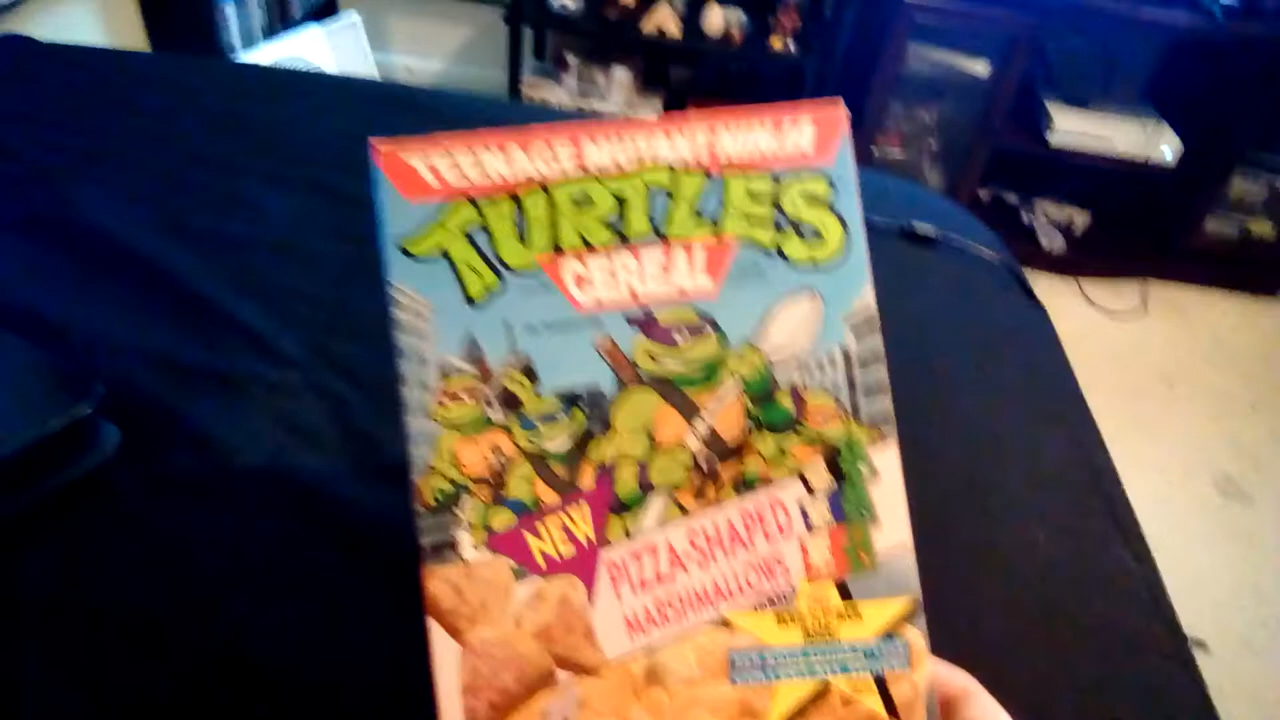 TEENAGE MUTANT NINJA
TURTLES
CEREAL
NEW
PIZZA-SHAPED
MARSHMALLOWS